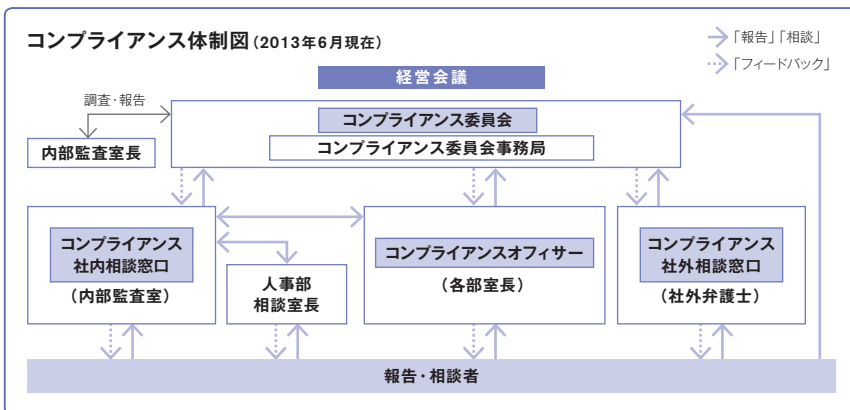 コンプライアンス体制図(2013年6月現在)
「報告」「相談」
「フィードバック」
経営会議
調査・報告
コンプライアンス委員会
コンプライアンス委員会事務局
内部監査室長
コンプライアンス
社内相談窓口
(内部監査室)
人事部
相談室長
コンプライアンスオフィサー
(各部室長)
コンプライアンス
社外相談窓口
(社外弁護士)
報告・相談者